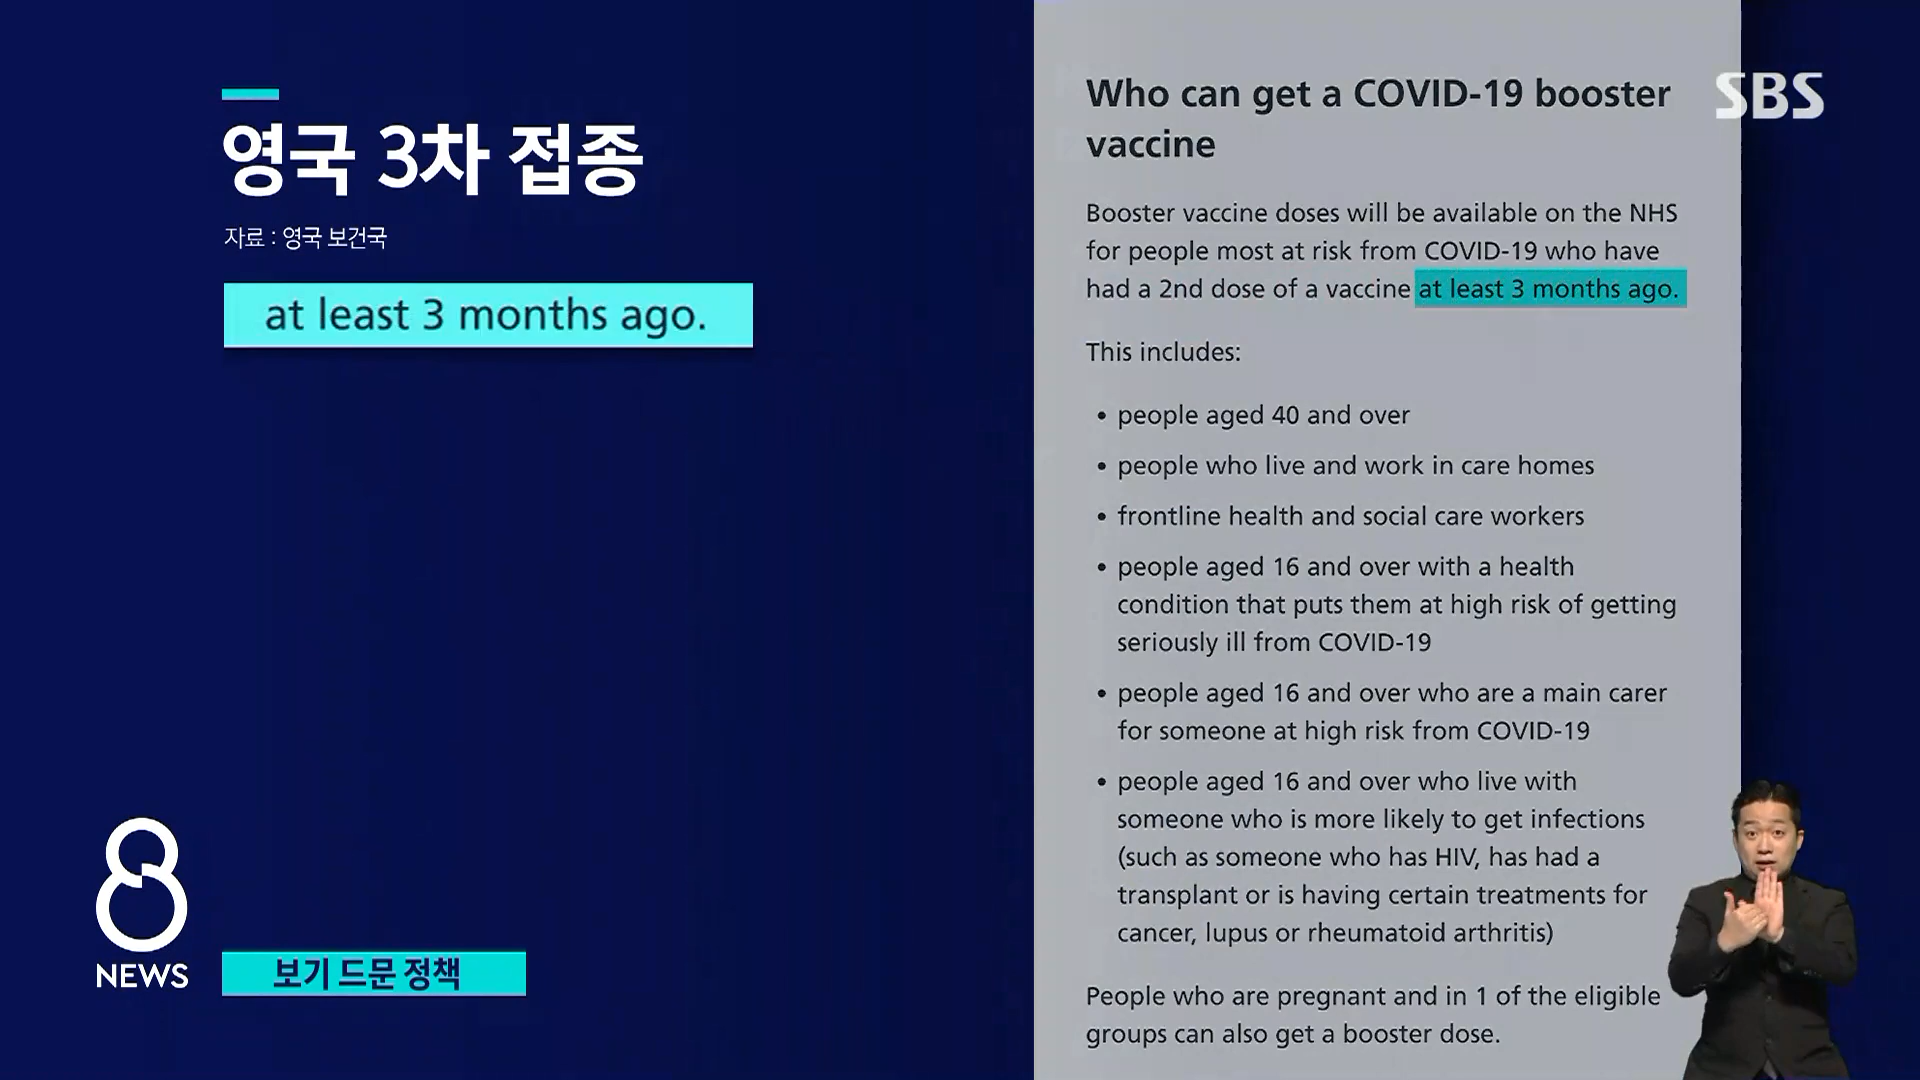 영국 3차 접종
자료 : 영국 보건국
at least 3 months ago.
Who can get a COVID-19 booster
vaccine
Booster vaccine doses will be available on the NHS
for people most at risk from COVID-19 who have
had a 2nd dose of a vaccine at least 3 months ago.
This includes:
• people aged 40 and over
• people who live and work in care homes
• frontline health and social care workers
• people aged 16 and over with a health
condition that puts them at high risk of getting
seriously ill from COVID-19
• people aged 16 and over who are a main carer
for someone at high risk from COVID-19
• people aged 16 and over who live with
someone who is more likely to get infections
(such as someone who has HIV, has had a
transplant or is having certain treatments for
cancer, lupus or rheumatoid arthritis)
People who are pregnant and in 1 of the eligible
groups can also get a booster dose.
SBS
8
NEWS
보기 드문 정책